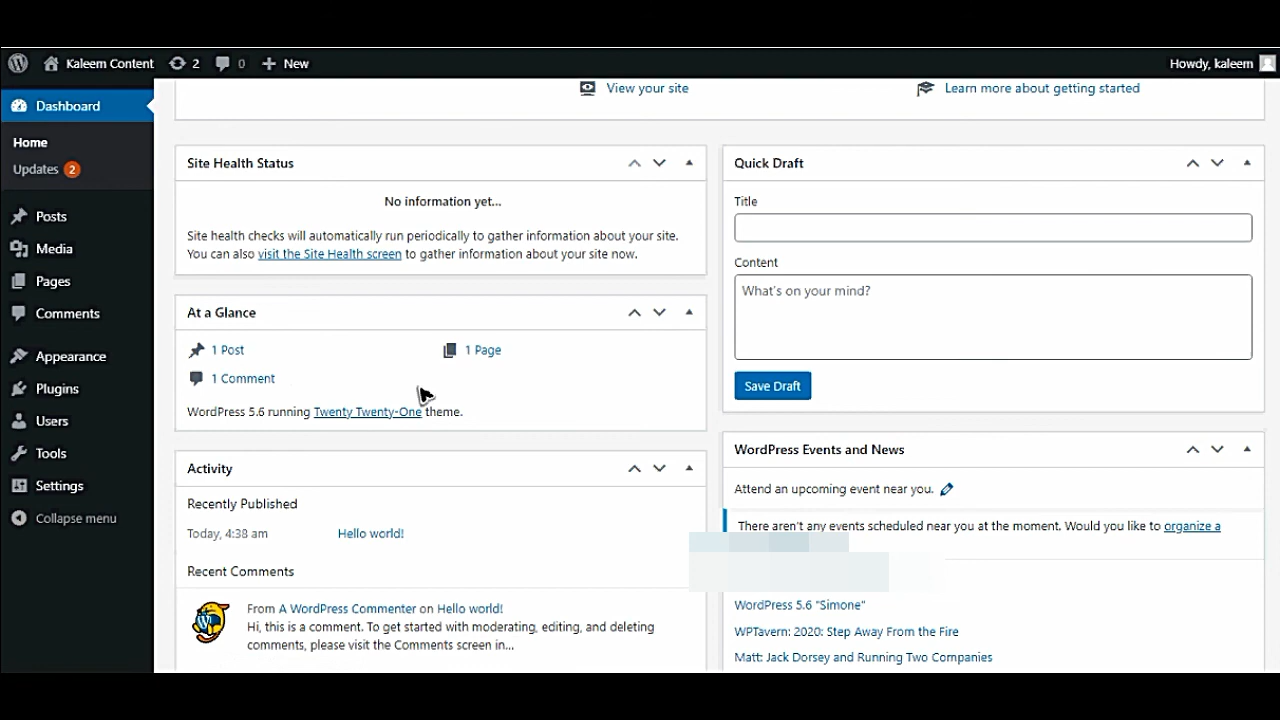 Kaleem Content 2 0 New Howdy, kaleem
Dashboard
Home
Updates 2
Posts
Media
Pages
Comments
Appearance
Plugins
Users
Tools
Settings
Collapse menu
View your site Learn more about getting started
Site Health Status
No information yet...
Site health checks will automatically run periodically to gather information about your site.
You can also visit the Site Health screen to gather information about your site now.
At a Glance
1 Post 1 Page
1 Comment
WordPress 5.6 running Twenty Twenty-One theme.
Activity
Recently Published
Today, 4:38 am Hello world!
Recent Comments
From A WordPress Commenter on Hello world!
Hi, this is a comment. To get started with moderating, editing, and deleting
comments, please visit the Comments screen in...
Quick Draft
Title
Content
What's on your mind?
Save Draft
WordPress Events and News
Attend an upcoming event near you.
There aren't any events scheduled near you at the moment. Would you like to organize a
WordPress 5.6 "Simone"
WPTavern: 2020: Step Away From the Fire
Matt: Jack Dorsey and Running Two Companies